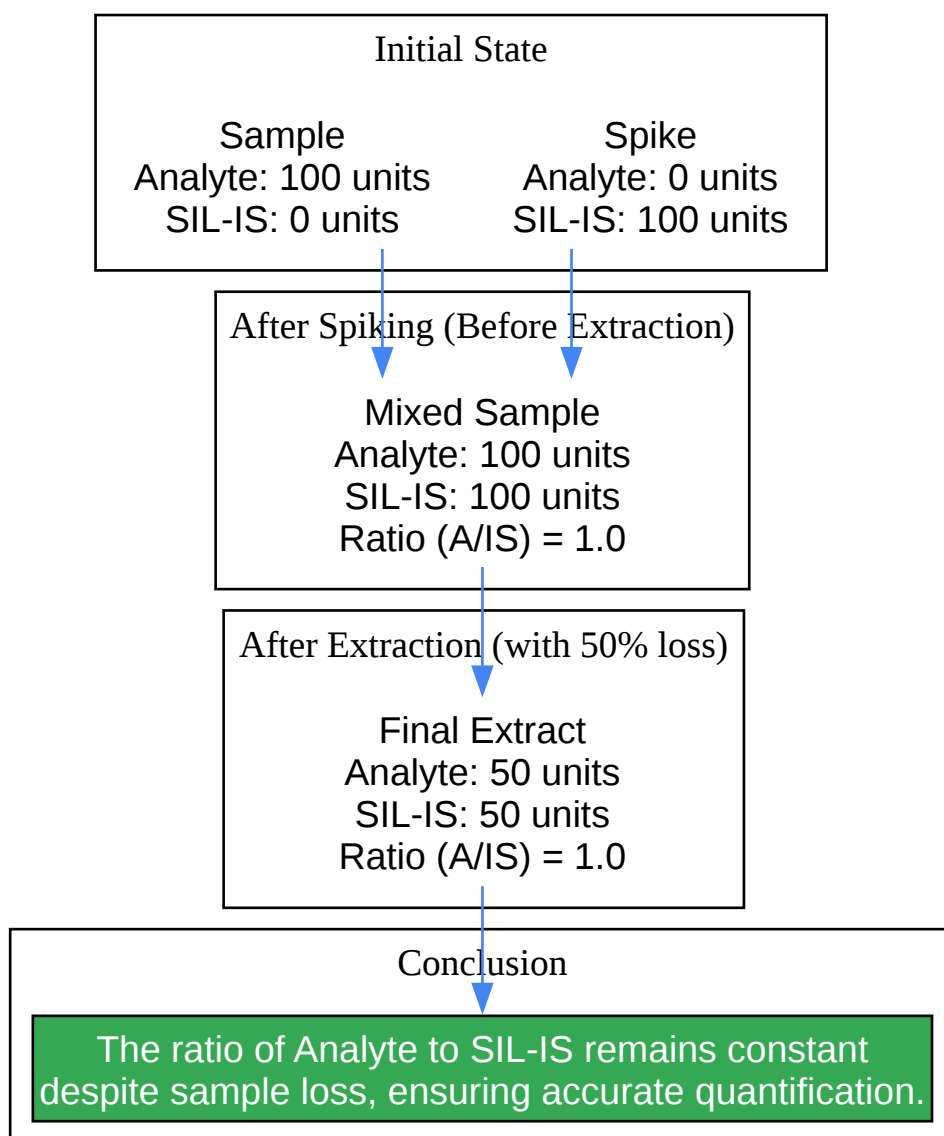 Initial State
Sample
Analyte: 100 units
SIL-IS: 0 units
Spike
Analyte: 0 units
SIL-IS: 100 units
After Spiking (Before Extraction)
Mixed Sample
Analyte: 100 units
SIL-IS: 100 units
Ratio (A/IS) = 1.0
After Extraction (with 50% loss)
Final Extract
Analyte: 50 units
SIL-IS: 50 units
Ratio (A/IS) = 1.0
Conclusion
The ratio of Analyte to SIL-IS remains constant
despite sample loss, ensuring accurate quantification.